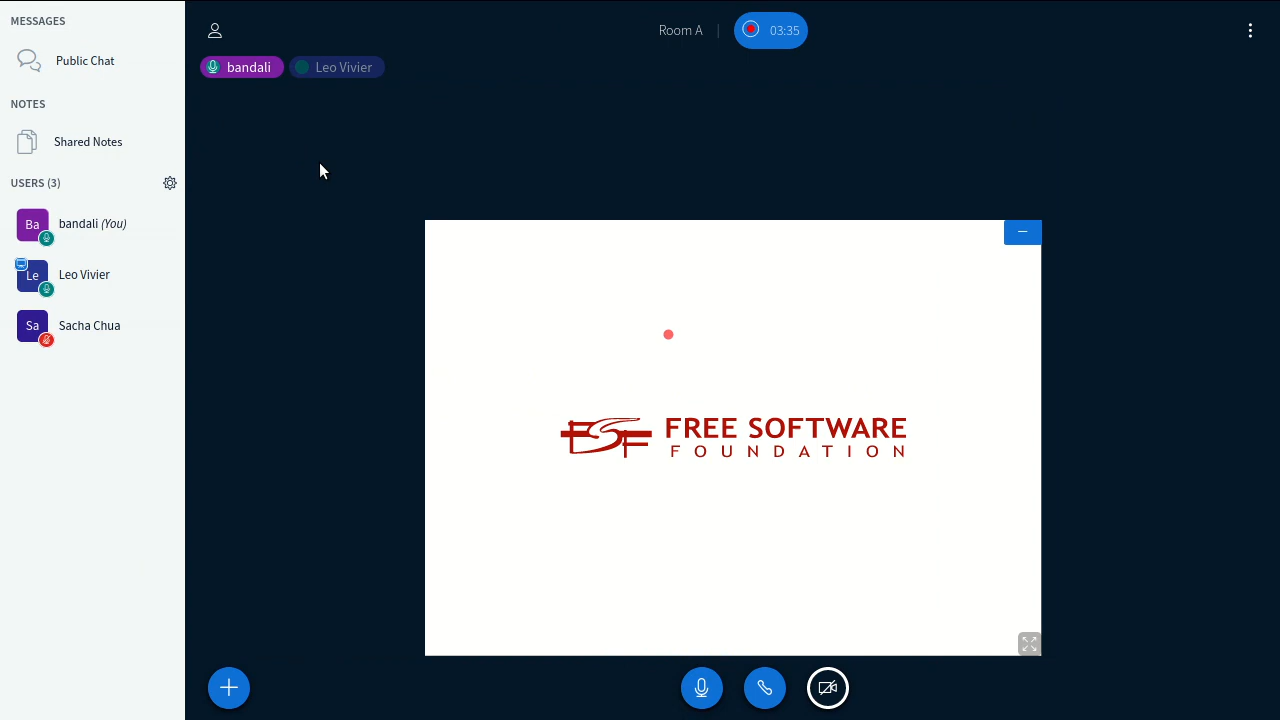 MESSAGES
Public Chat
NOTES
Shared Notes
USERS (3)
Ba bandali (You)
Le Leo Vivier
Sa Sacha Chua
Room A | 03:35
bandali Leo Vivier
FREE SOFTWARE
FOUNDATION